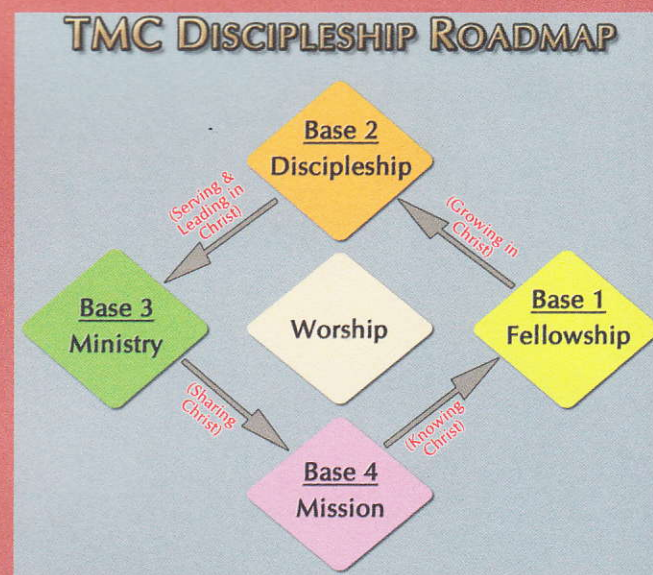 TMC DISCIPLESHIP ROADMAP
Base 2
Discipleship
(Serving &
Leading in
Christ)
(Growing in
Christ)
Base 3
Ministry
Worship
Base 1
Fellowship
(Sharing
Christ)
(Knowing
Christ)
Base 4
Mission